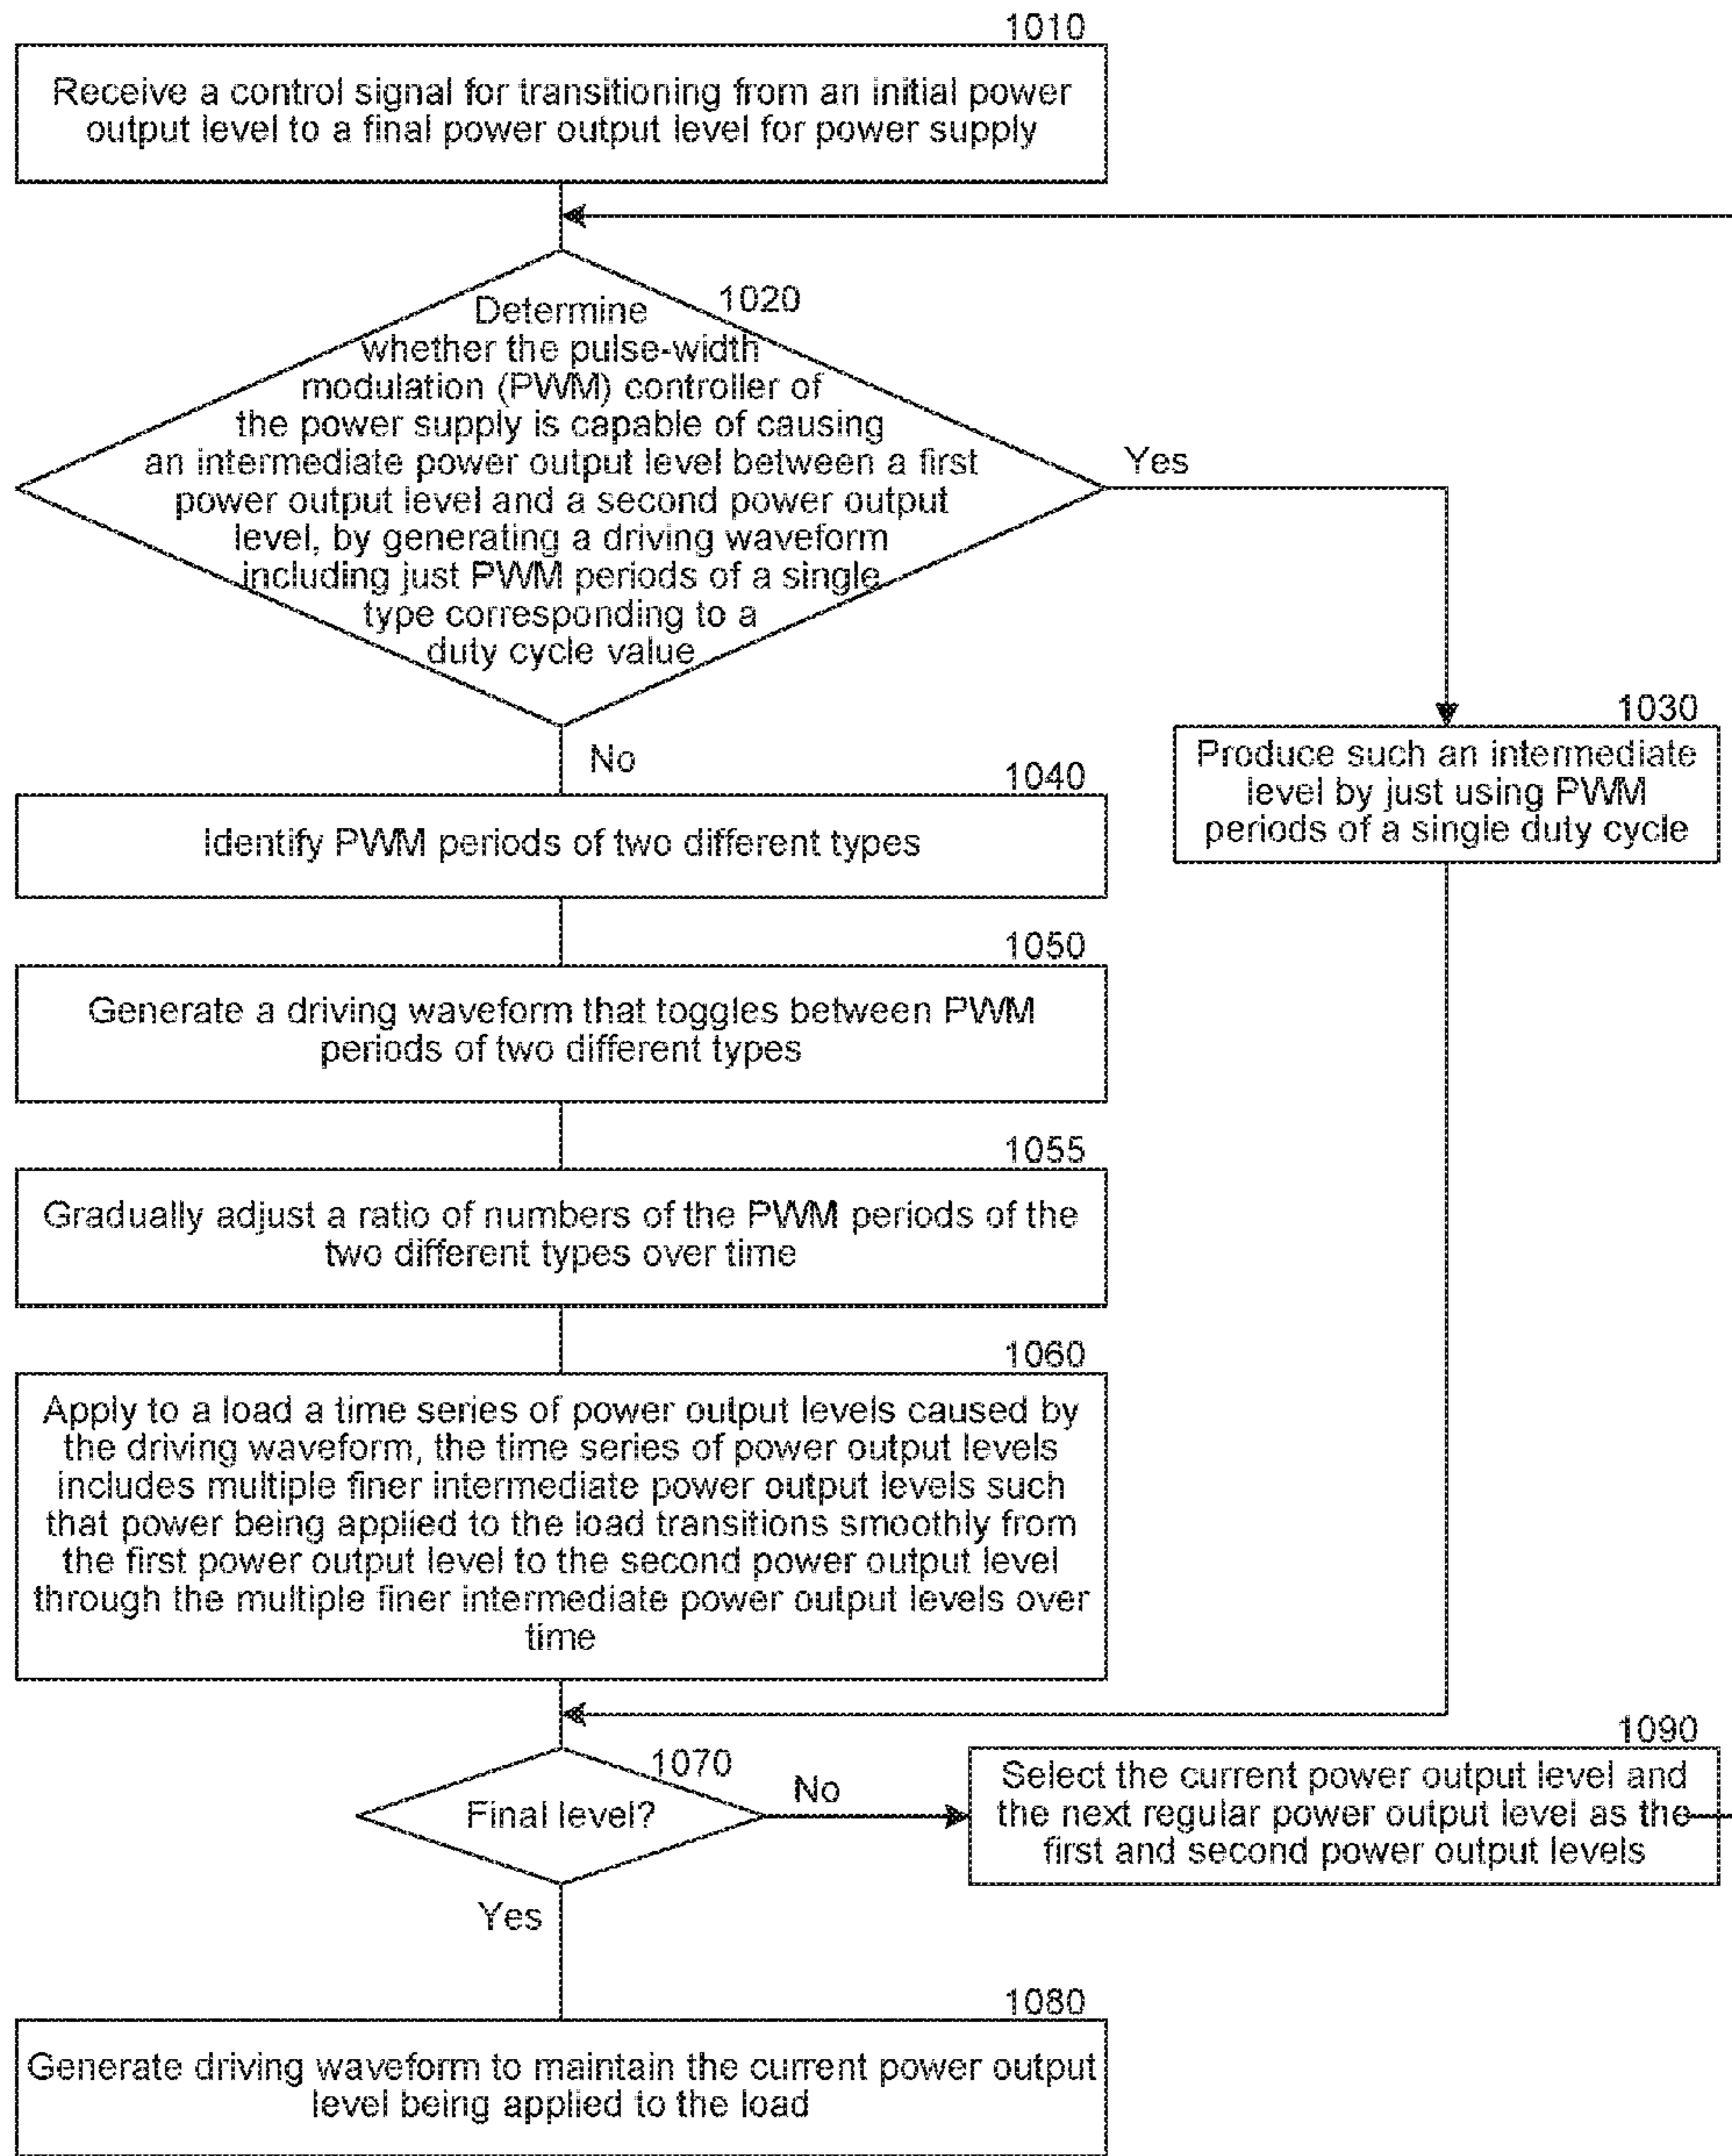 1010
Receive a control signal for transitioning from an initial power
output level to a final power output level for power supply
1020
Determine
whether the pulse-width
modulation (PWM) controller of
the power supply is capable of causing
an intermediate power output level between a first
power output level and a second power output
level, by generating a driving waveform
including just PWM periods of a single
type corresponding to a
duty cycle value
Yes
No
1030
Produce such an intermediate
level by just using PWM
periods of a single duty cycle
1040
Identify PWM periods of two different types
1050
Generate a driving waveform that toggles between PWM
periods of two different types
1055
Gradually adjust a ratio of numbers of the PWM periods of the
two different types over time
1060
Apply to a load a time series of power output levels caused by
the driving waveform, the time series of power output levels
includes multiple finer intermediate power output levels such
that power being applied to the load transitions smoothly from
the first power output level to the second power output level
through the multiple finer intermediate power output levels over
time
1070
Final level?
No
1090
Select the current power output level and
the next regular power output level as the
first and second power output levels
Yes
1080
Generate driving waveform to maintain the current power output
level being applied to the load